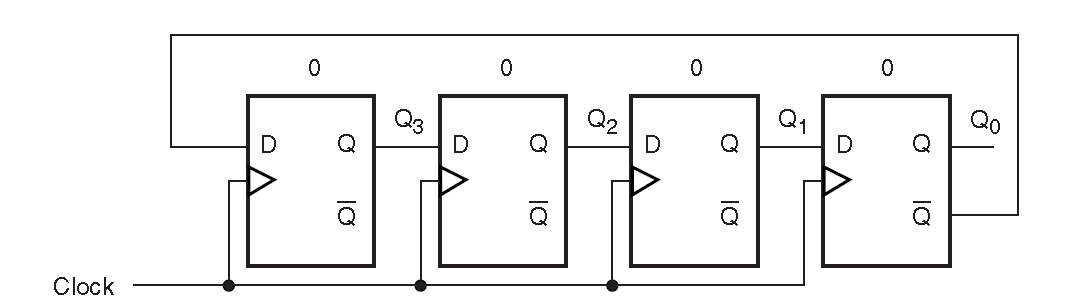 0 0 0 0
D Q Q₃ D Q Q₂ D Q Q₁ D Q Q₀
Q̅ Q̅ Q̅ Q̅
Clock